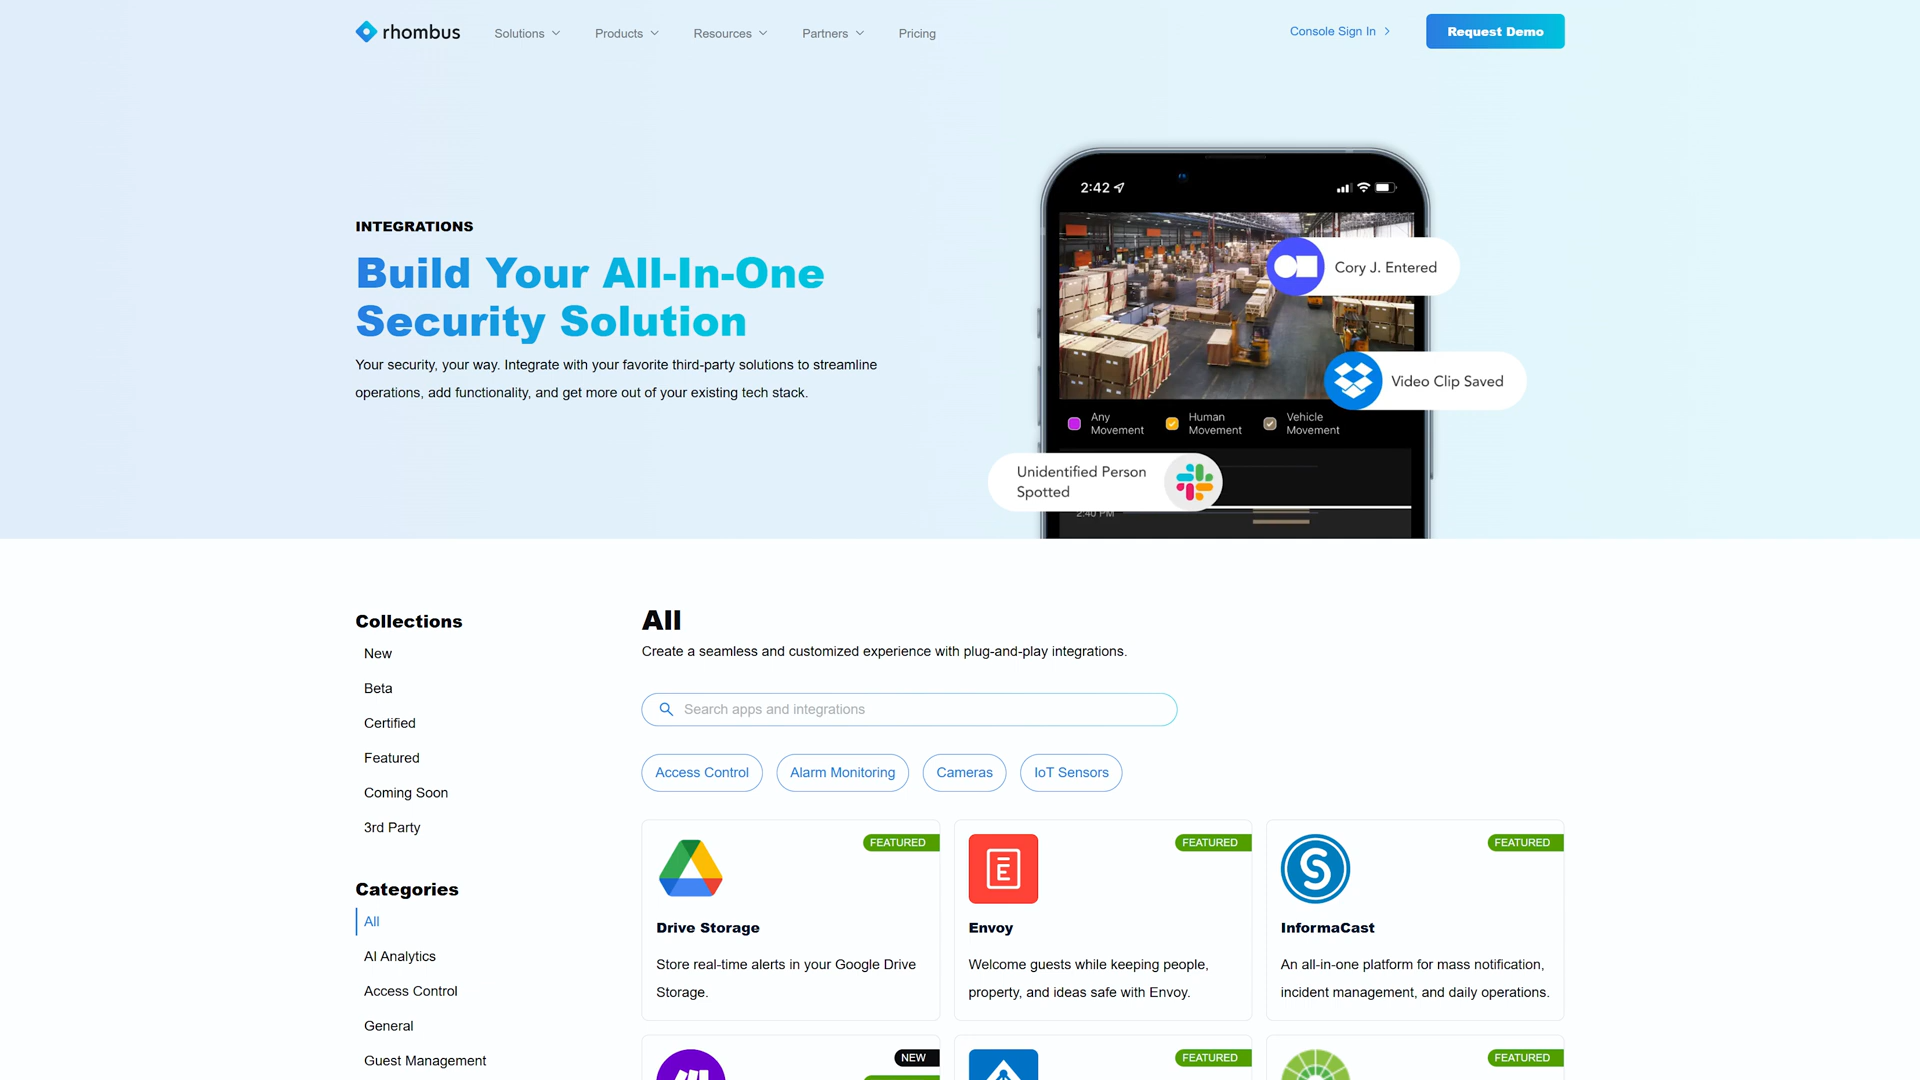 rhombus
Solutions
Products
Resources
Partners
Pricing
Console Sign In
Request Demo
INTEGRATIONS
Build Your All-In-One
Security Solution
Your security, your way. Integrate with your favorite third-party solutions to streamline
operations, add functionality, and get more out of your existing tech stack.
2:42
Cory J. Entered
Video Clip Saved
Any
Movement
Human
Movement
Vehicle
Movement
Unidentified Person
Spotted
2:40 PM
Collections
New
Beta
Certified
Featured
Coming Soon
3rd Party
Categories
All
AI Analytics
Access Control
General
Guest Management
All
Create a seamless and customized experience with plug-and-play integrations.
Search apps and integrations
Access Control
Alarm Monitoring
Cameras
IoT Sensors
FEATURED
Drive Storage
Store real-time alerts in your Google Drive
Storage.
FEATURED
E
Envoy
Welcome guests while keeping people,
property, and ideas safe with Envoy.
FEATURED
S
InformaCast
An all-in-one platform for mass notification,
incident management, and daily operations.
NEW
FEATURED
FEATURED